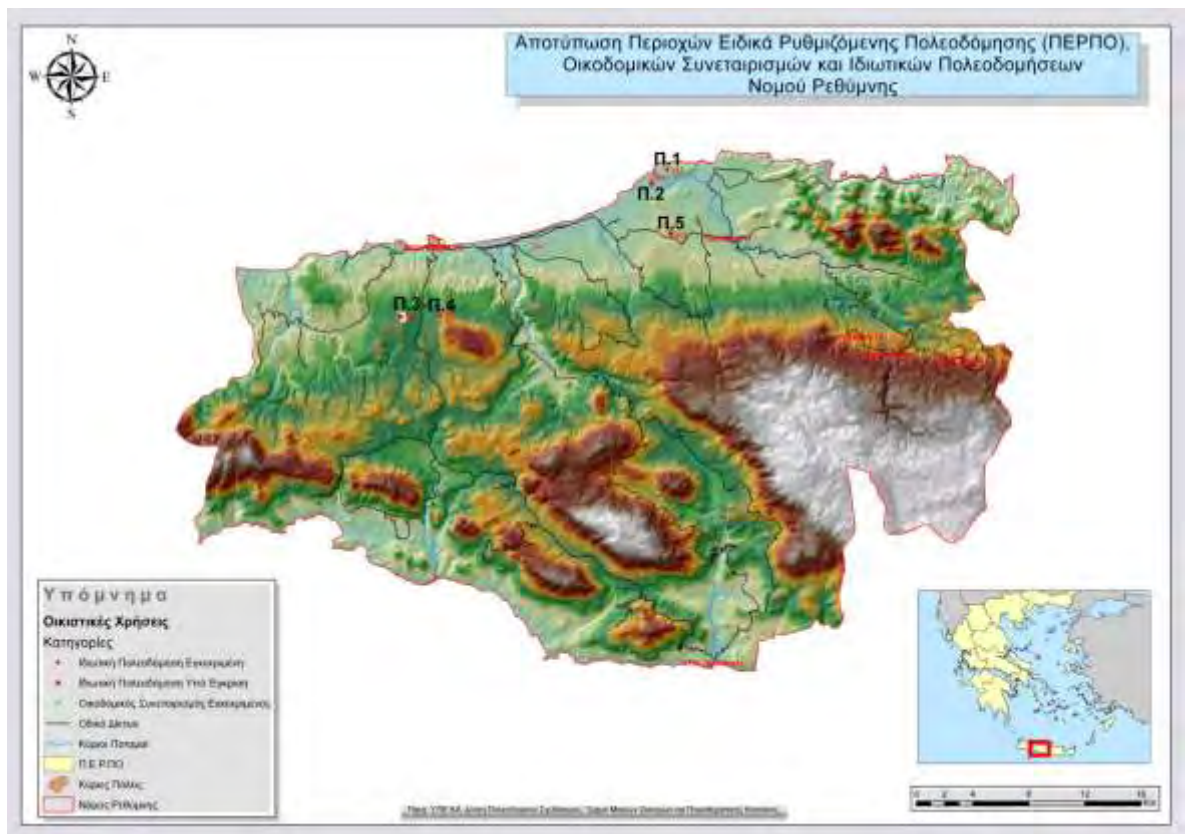 Αποτύπωση Περιοχών Ειδικά Ρυθμιζόμενης Πολεοδόμησης (ΠΕΡΠΟ),
Οικοδομικών Συνεταιρισμών και Ιδιωτικών Πολεοδομήσεων
Νομού Ρεθύμνης
N
W E
S
Π.1
Π.2
Π.5
Π.3 Π.4
Υπόμνημα
Οικιστικές Χρήσεις
Κατηγορίες
Ιδιωτική Πολεοδόμηση Εγκεκριμένη
Ιδιωτική Πολεοδόμηση Υπό Έγκριση
Οικοδομικός Συνεταιρισμός Εγκεκριμένος
Οδικό Δίκτυο
Κύριοι Ποταμοί
Π.Ε.Ρ.ΠΟ
Κύριες Πόλεις
Νομός Ρεθύμνης
0 2 4 8 12 16